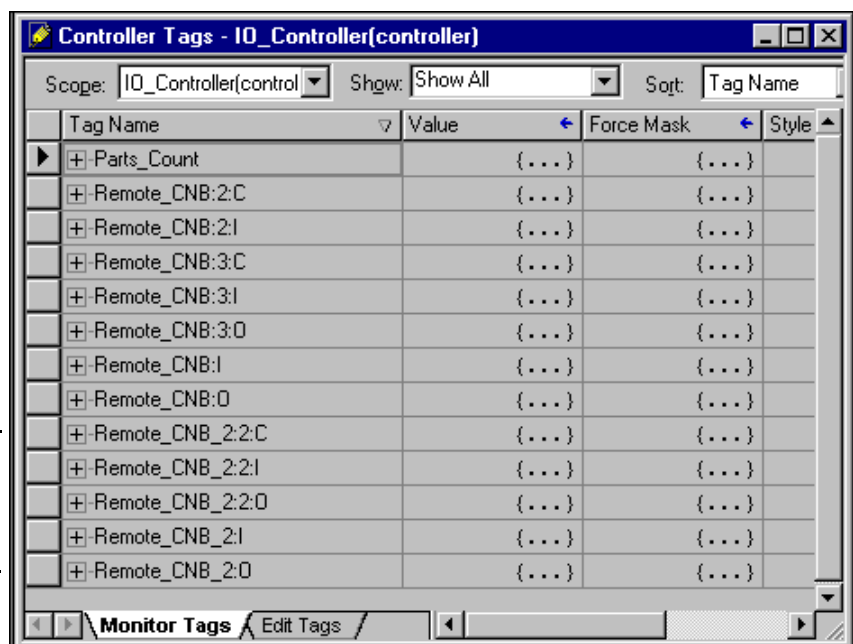 Controller Tags - IO_Controller(controller)
Scope: IO_Controller(control Show: Show All Sort: Tag Name
Tag Name Value Force Mask Style
Parts_Count {...} {...}
Remote_CNB:2:C {...} {...}
Remote_CNB:2:I {...} {...}
Remote_CNB:3:C {...} {...}
Remote_CNB:3:I {...} {...}
Remote_CNB:3:O {...} {...}
Remote_CNB:I {...} {...}
Remote_CNB:O {...} {...}
Remote_CNB_2:2:C {...} {...}
Remote_CNB_2:2:I {...} {...}
Remote_CNB_2:2:O {...} {...}
Remote_CNB_2:I {...} {...}
Remote_CNB_2:O {...} {...}
Monitor Tags Edit Tags